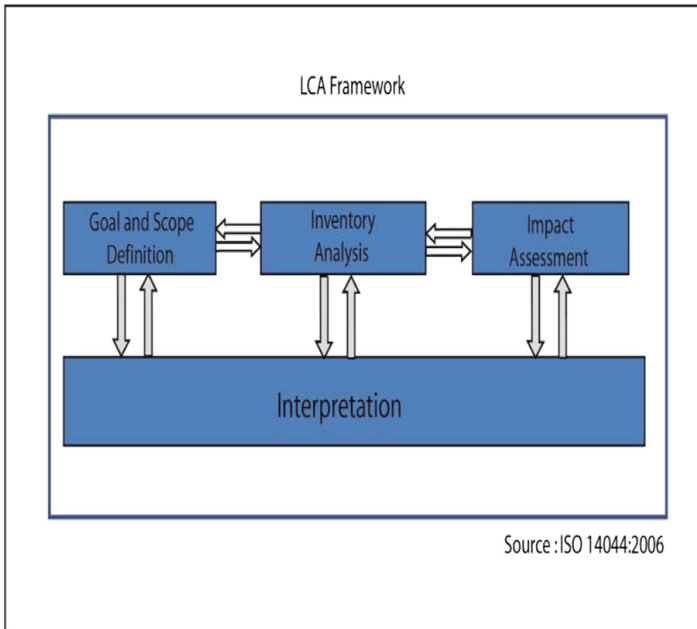 LCA Framework
Goal and Scope
Definition
Inventory
Analysis
Impact
Assessment
Interpretation
Source : ISO 14044:2006